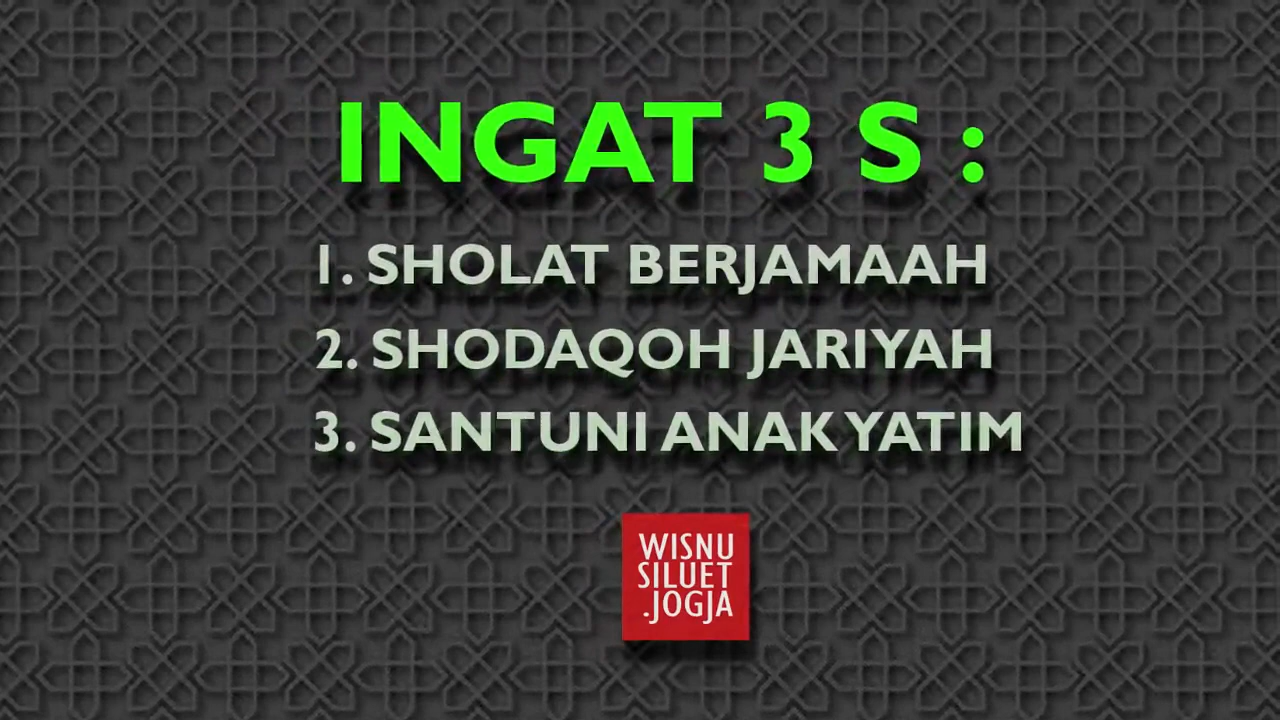 INGAT 3 S :
1. SHOLAT BERJAMAAH
2. SHODAQOH JARIYAH
3. SANTUNI ANAK YATIM
WISNU
SILUET
.JOGJA